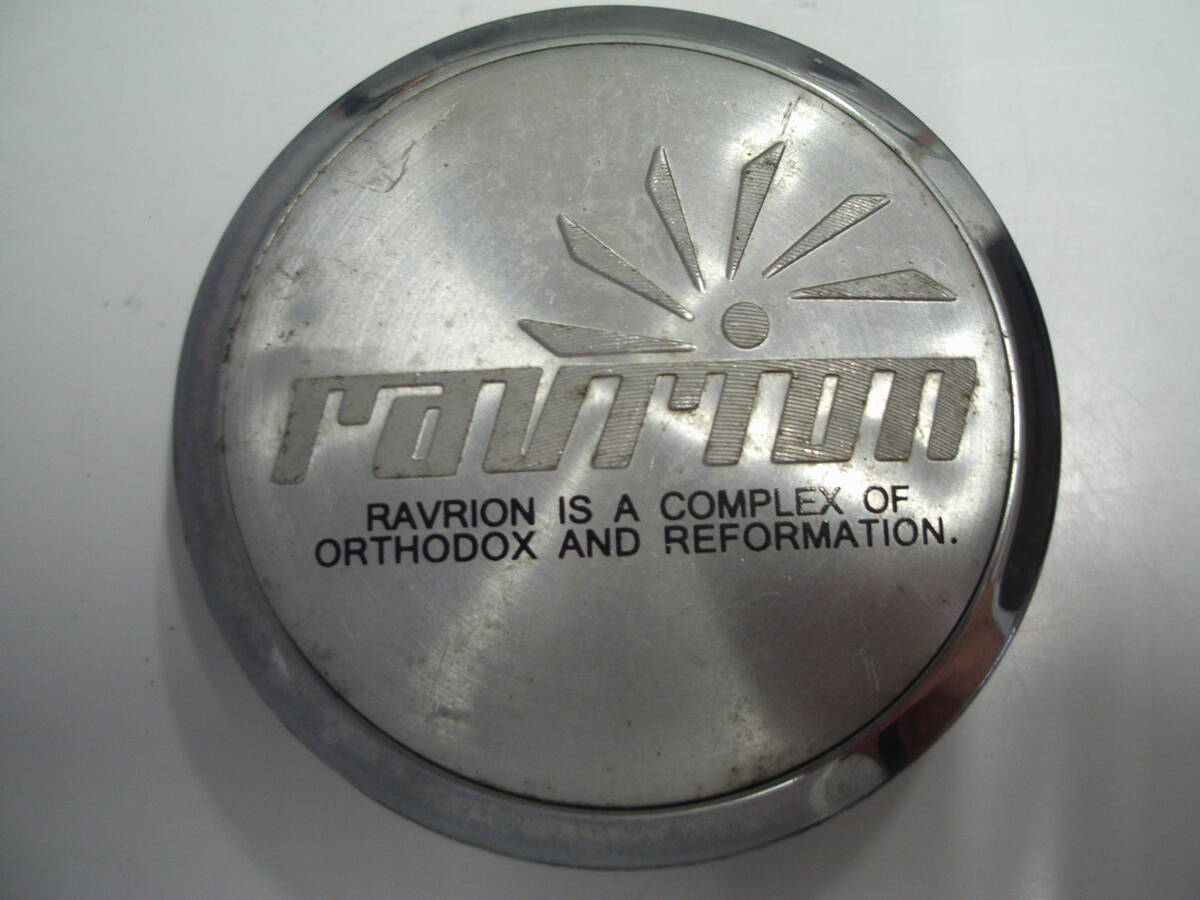 ravrion
RAVRION IS A COMPLEX OF
ORTHODOX AND REFORMATION.